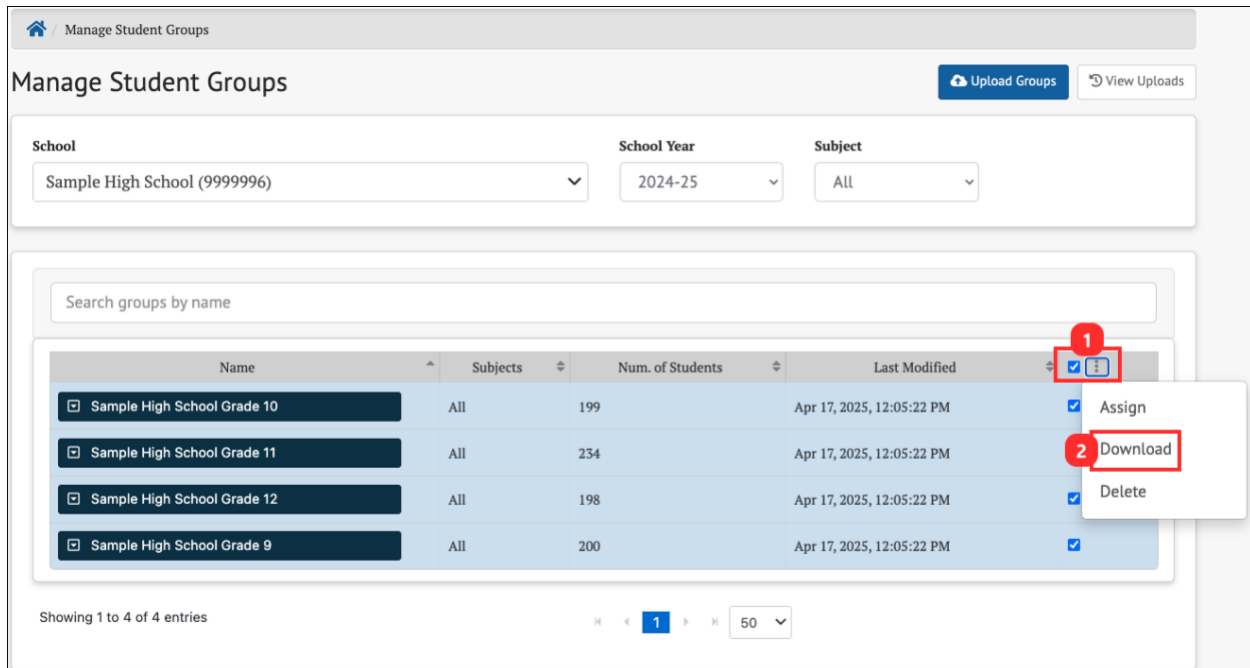 / Manage Student Groups
Manage Student Groups
Upload Groups
View Uploads
School
School Year
Subject
Sample High School (9999996)
2024-25
All
Search groups by name
1
Name Subjects Num. of Students Last Modified
Sample High School Grade 10 All 199 Apr 17, 2025, 12:05:22 PM
Assign
Sample High School Grade 11 All 234 Apr 17, 2025, 12:05:22 PM
2 Download
Sample High School Grade 12 All 198 Apr 17, 2025, 12:05:22 PM
Delete
Sample High School Grade 9 All 200 Apr 17, 2025, 12:05:22 PM
Showing 1 to 4 of 4 entries
1
50